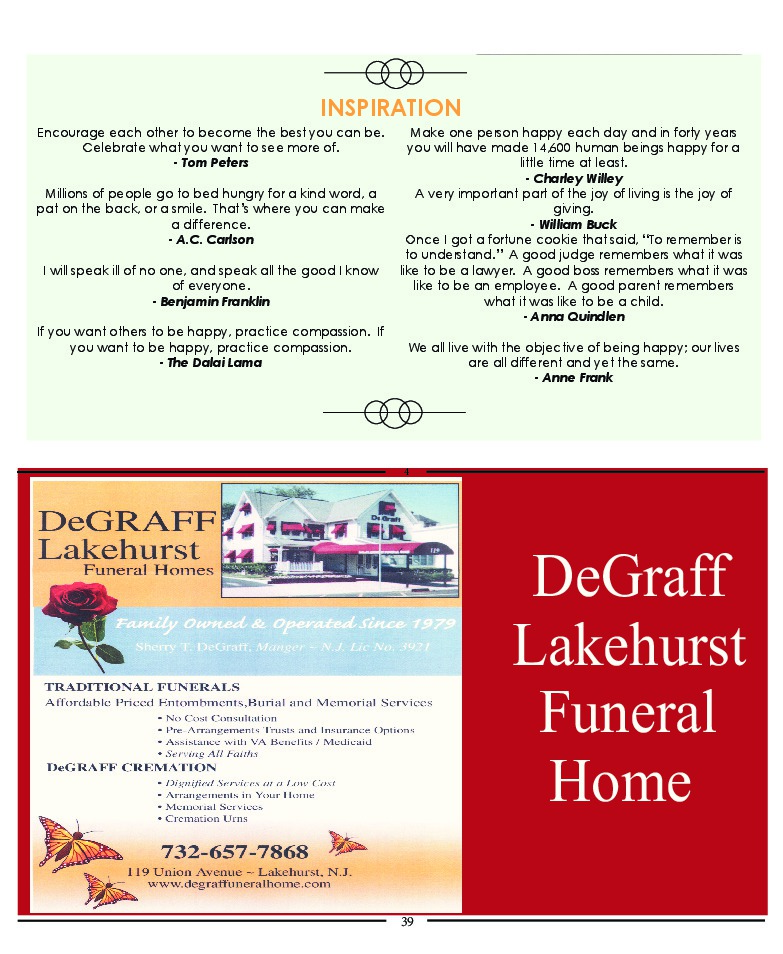 INSPIRATION
Encourage each other to become the best you can be.
Celebrate what you want to see more of.
- Tom Peters
Millions of people go to bed hungry for a kind word, a
pat on the back, or a smile.  That's where you can make
a difference.
- A.C. Carlson
I will speak ill of no one, and speak all the good I know
of everyone.
- Benjamin Franklin
If you want others to be happy, practice compassion.  If
you want to be happy, practice compassion.
- The Dalai Lama
Make one person happy each day and in forty years
you will have made 14,600 human beings happy for a
little time at least.
- Charley Willey
A very important part of the joy of living is the joy of
giving.
- William Buck
Once I got a fortune cookie that said, “To remember is
to understand.”  A good judge remembers what it was
like to be a lawyer.  A good boss remembers what it was
like to be an employee.  A good parent remembers
what it was like to be a child.
- Anna Quindlen
We all live with the objective of being happy; our lives
are all different and yet the same.
- Anne Frank
4
DeGRAFF
Lakehurst
Funeral Homes
DeGraff
119
Family Owned & Operated Since 1979
Sherry T. DeGraff, Manger ~ N.J. Lic No. 3921
TRADITIONAL FUNERALS
Affordable Priced Entombments,Burial and Memorial Services
• No Cost Consultation
• Pre-Arrangements Trusts and Insurance Options
• Assistance with VA Benefits / Medicaid
• Serving All Faiths
DeGRAFF CREMATION
• Dignified Services at a Low Cost
• Arrangements in Your Home
• Memorial Services
• Cremation Urns
732-657-7868
119 Union Avenue ~ Lakehurst, N.J.
www.degraffuneralhome.com
DeGraff
Lakehurst
Funeral
Home
39